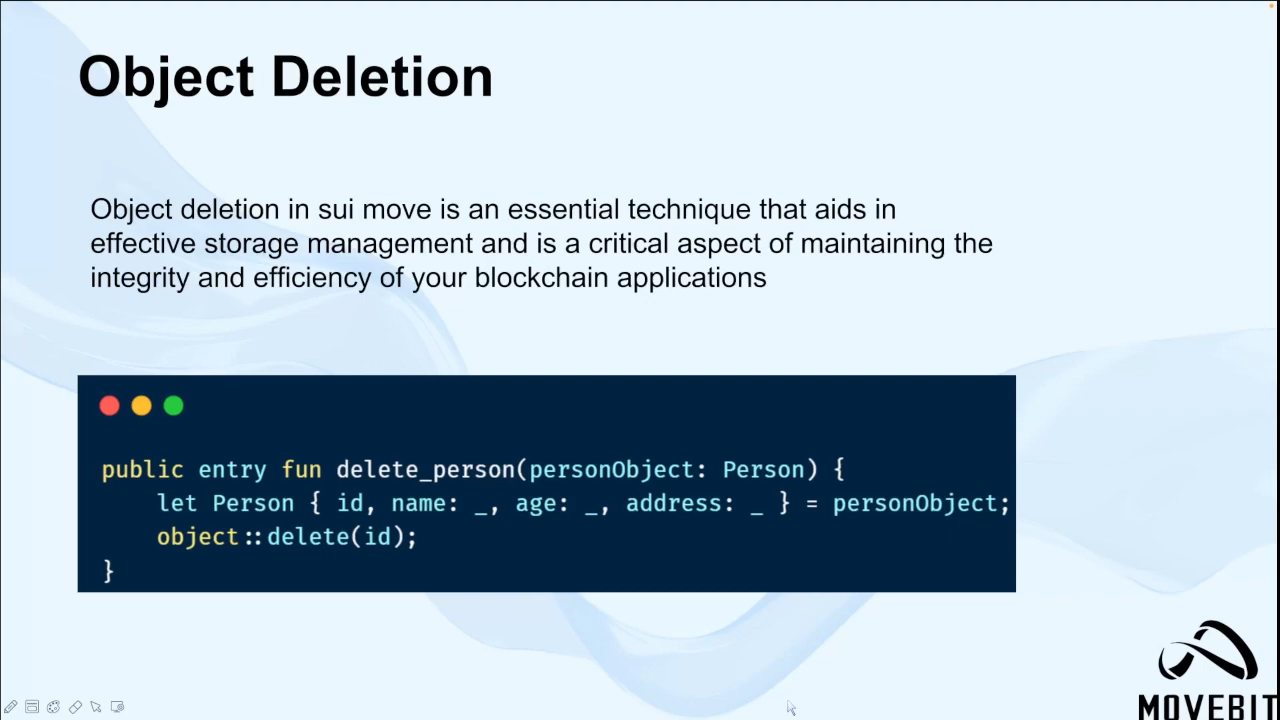 Object Deletion
Object deletion in sui move is an essential technique that aids in
effective storage management and is a critical aspect of maintaining the
integrity and efficiency of your blockchain applications
public entry fun delete_person(personObject: Person) {
    let Person { id, name: _, age: _, address: _ } = personObject;
    object::delete(id);
}
MOVEBIT